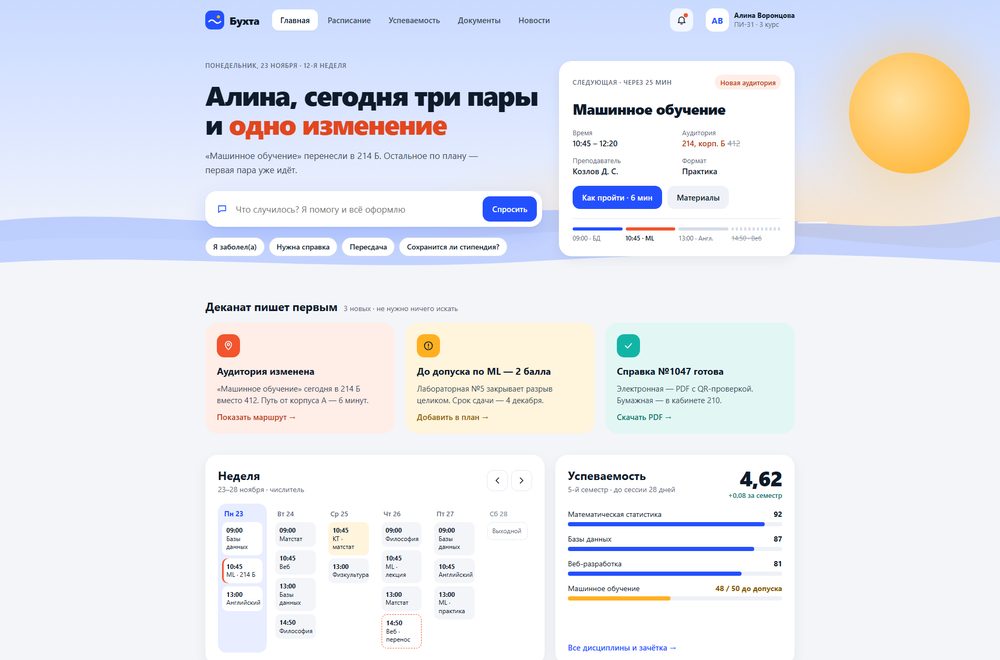 Бухта
Главная
Расписание
Успеваемость
Документы
Новости
АВ
Алина Воронцова
ПИ-31 · 3 курс
ПОНЕДЕЛЬНИК, 23 НОЯБРЯ · 12-Я НЕДЕЛЯ
Алина, сегодня три пары
и одно изменение
«Машинное обучение» перенесли в 214 Б. Остальное по плану —
первая пара уже идёт.
Что случилось? Я помогу и всё оформлю
Спросить
Я заболел(а)
Нужна справка
Пересдача
Сохранится ли стипендия?
СЛЕДУЮЩАЯ · ЧЕРЕЗ 25 МИН
Новая аудитория
Машинное обучение
Время
Аудитория
10:45 – 12:20
214, корп. Б 412
Преподаватель
Формат
Козлов Д. С.
Практика
Как пройти · 6 мин
Материалы
09:00 · БД
10:45 · ML
13:00 · Англ.
14:50 · Веб
Деканат пишет первым
3 новых · не нужно ничего искать
Аудитория изменена
«Машинное обучение» сегодня в 214 Б
вместо 412. Путь от корпуса А — 6 минут.
Показать маршрут →
До допуска по ML — 2 балла
Лабораторная №5 закрывает разрыв
целиком. Срок сдачи — 4 декабря.
Добавить в план →
Справка №1047 готова
Электронная — PDF с QR-проверкой.
Бумажная — в кабинете 210.
Скачать PDF →
Неделя
23–28 ноября · числитель
Пн 23
09:00
Базы
данных
10:45
ML · 214 Б
13:00
Английский
Вт 24
09:00
Матстат
10:45
Веб
13:00
Базы
данных
14:50
Философия
Ср 25
10:45
КТ ·
матстат
13:00
Физкультура
Чт 26
09:00
Философия
10:45
ML ·
лекция
13:00
Матстат
14:50
Веб ·
перенос
Пт 27
09:00
Базы
данных
10:45
Английский
13:00
ML ·
практика
Сб 28
Выходной
Успеваемость
5-й семестр · до сессии 28 дней
4,62
+0,08 за семестр
Математическая статистика
92
Базы данных
87
Веб-разработка
81
Машинное обучение
48 / 50 до допуска
Все дисциплины и зачётка →